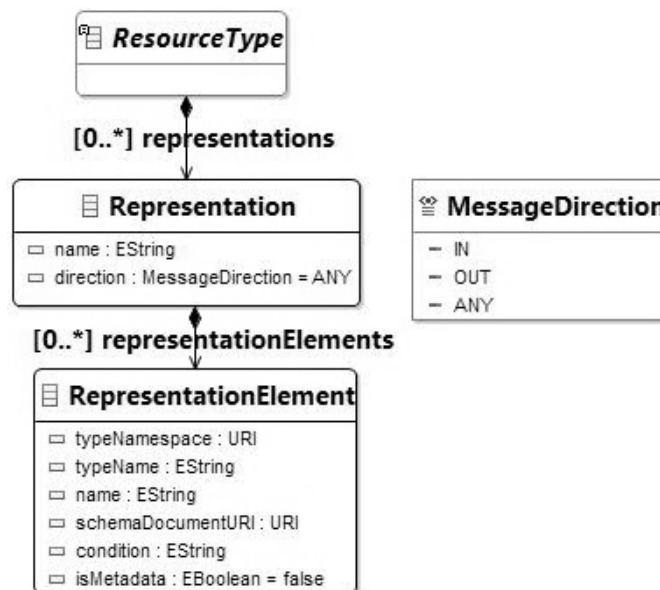 ResourceType
[0..*] representations
Representation
name : EString
direction : MessageDirection = ANY
MessageDirection
IN
OUT
ANY
[0..*] representationElements
RepresentationElement
typeNamespace : URI
typeName : EString
name : EString
schemaDocumentURI : URI
condition : EString
isMetadata : EBoolean = false